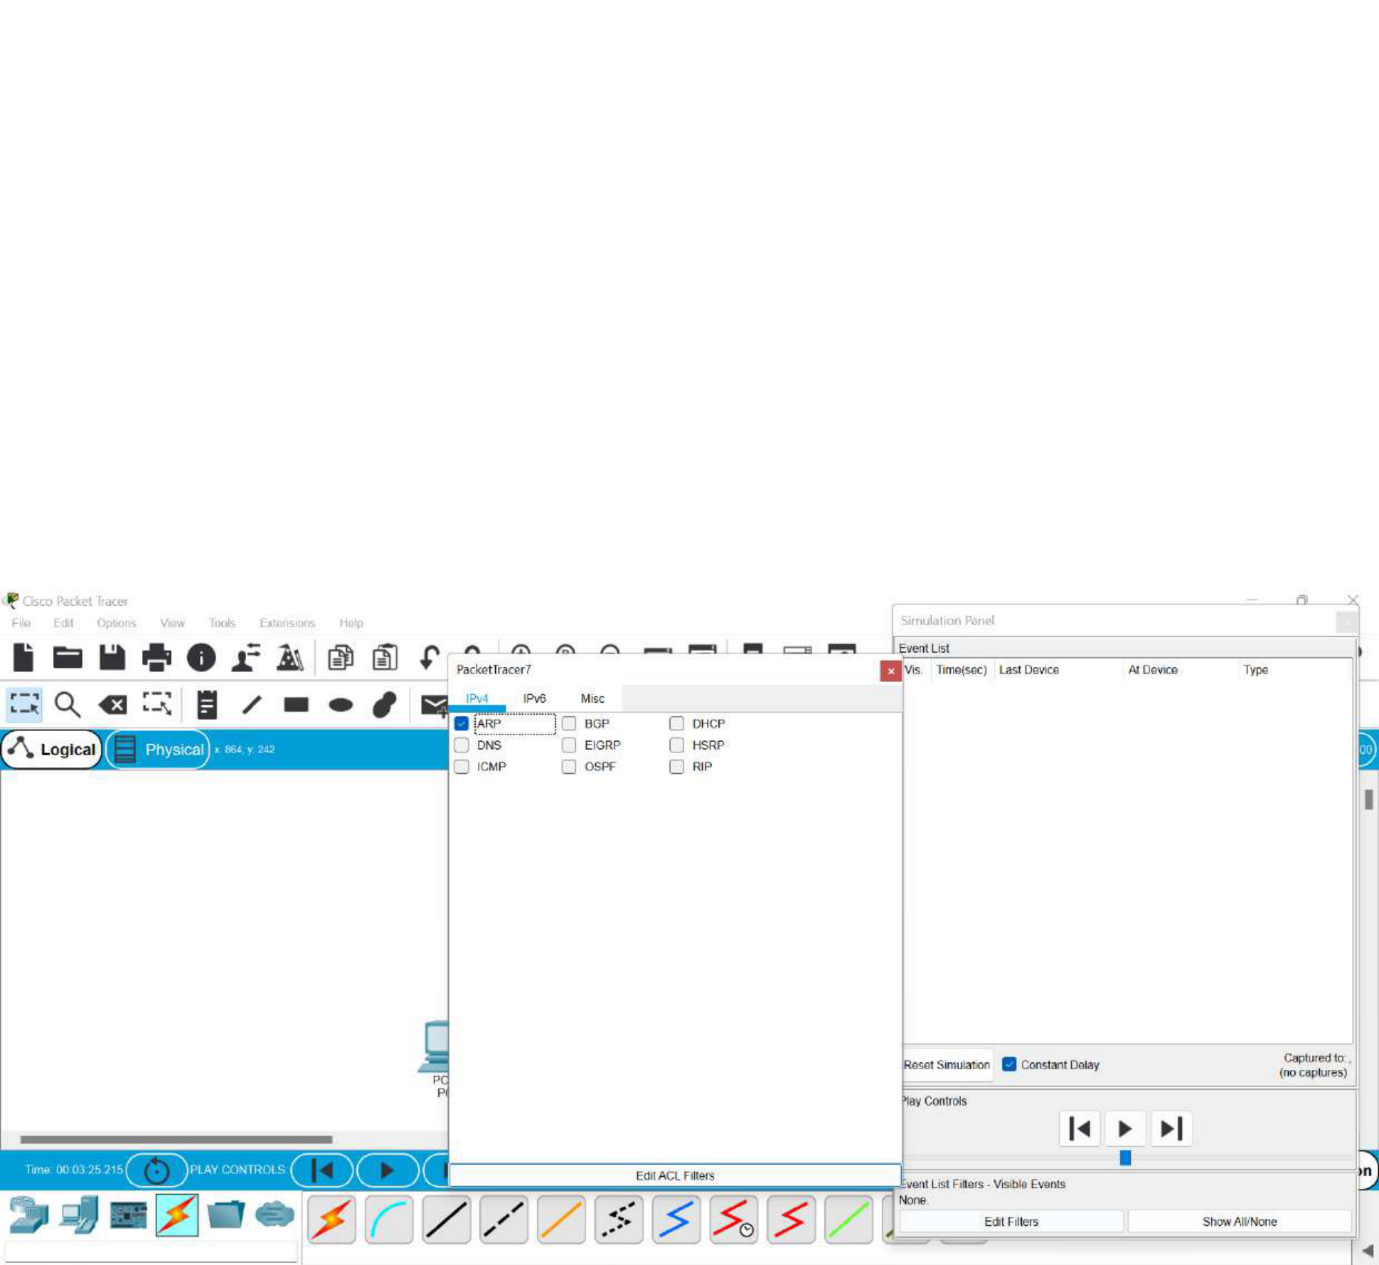 Cisco Packet Tracer
File Edit Options View Tools Extensions Help
Simulation Panel
Event List
Vis. Time(sec) Last Device At Device Type
PacketTracer7
IPv4 IPv6 Misc
ARP BGP DHCP
DNS EIGRP HSRP
ICMP OSPF RIP
Logical Physical x: 864, y: 242
PC
Reset Simulation Constant Delay
Captured to:
(no captures)
Play Controls
Time: 00:03:25.215 PLAY CONTROLS:
Edit ACL Filters
Event List Filters - Visible Events
None.
Edit Filters Show All/None